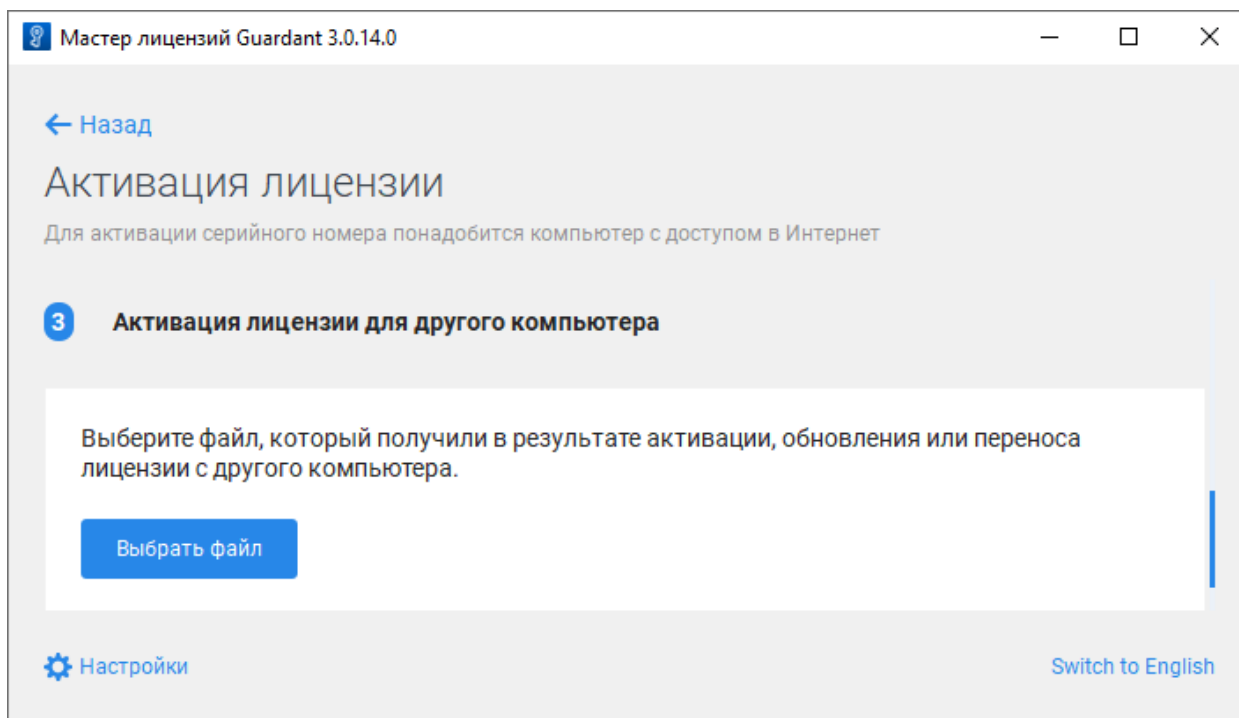 Мастер лицензий Guardant 3.0.14.0
Назад
Активация лицензии
Для активации серийного номера понадобится компьютер с доступом в Интернет
3 Активация лицензии для другого компьютера
Выберите файл, который получили в результате активации, обновления или переноса
лицензии с другого компьютера.
Выбрать файл
Настройки
Switch to English